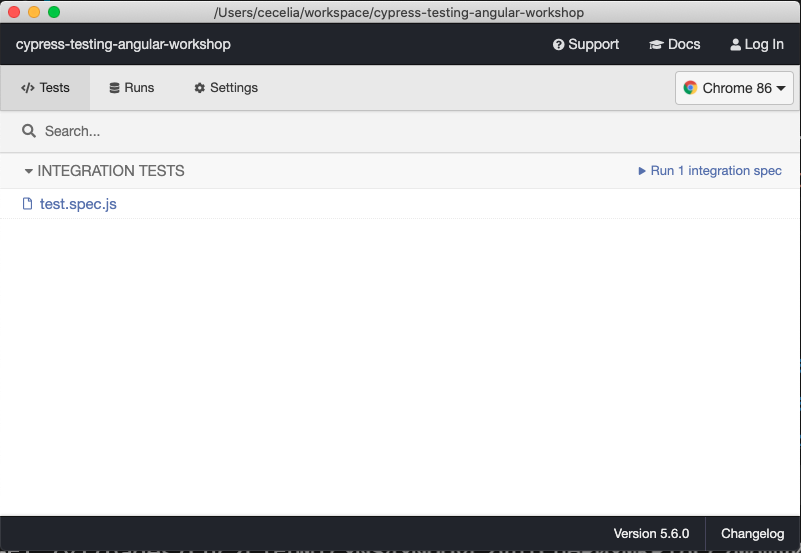 /Users/cecelia/workspace/cypress-testing-angular-workshop
cypress-testing-angular-workshop Support Docs Log In
Tests Runs Settings Chrome 86
Search...
INTEGRATION TESTS Run 1 integration spec
test.spec.js
Version 5.6.0 Changelog